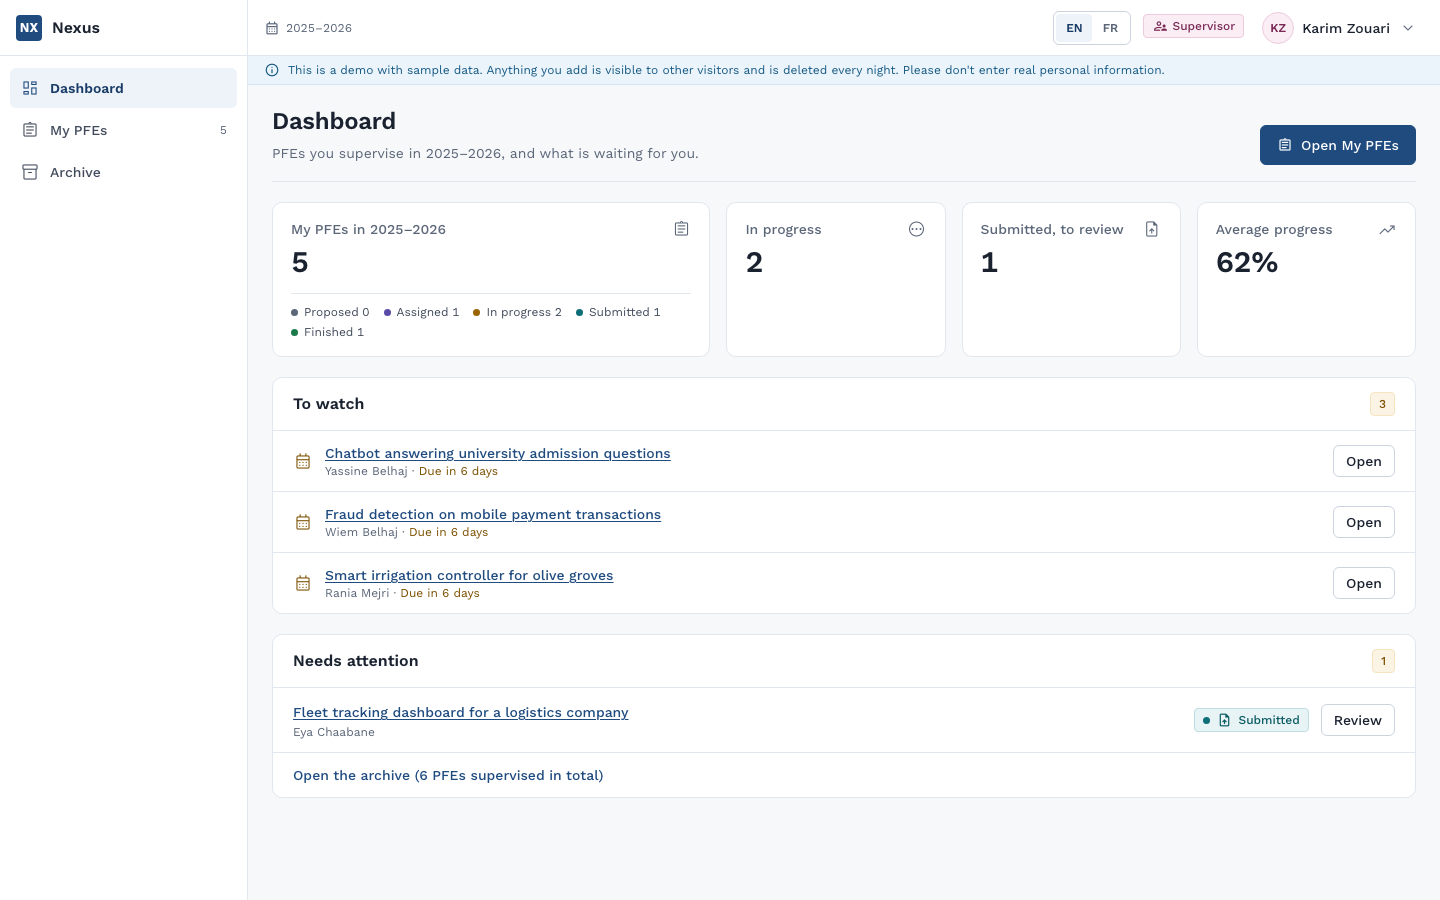 NX Nexus
2025–2026
EN FR
Supervisor
KZ Karim Zouari
This is a demo with sample data. Anything you add is visible to other visitors and is deleted every night. Please don't enter real personal information.
Dashboard
My PFEs 5
Archive
Dashboard
PFEs you supervise in 2025–2026, and what is waiting for you.
Open My PFEs
My PFEs in 2025–2026
5
Proposed 0 Assigned 1 In progress 2 Submitted 1
Finished 1
In progress
2
Submitted, to review
1
Average progress
62%
To watch 3
Chatbot answering university admission questions
Yassine Belhaj · Due in 6 days
Open
Fraud detection on mobile payment transactions
Wiem Belhaj · Due in 6 days
Open
Smart irrigation controller for olive groves
Rania Mejri · Due in 6 days
Open
Needs attention 1
Fleet tracking dashboard for a logistics company
Eya Chaabane
Submitted Review
Open the archive (6 PFEs supervised in total)